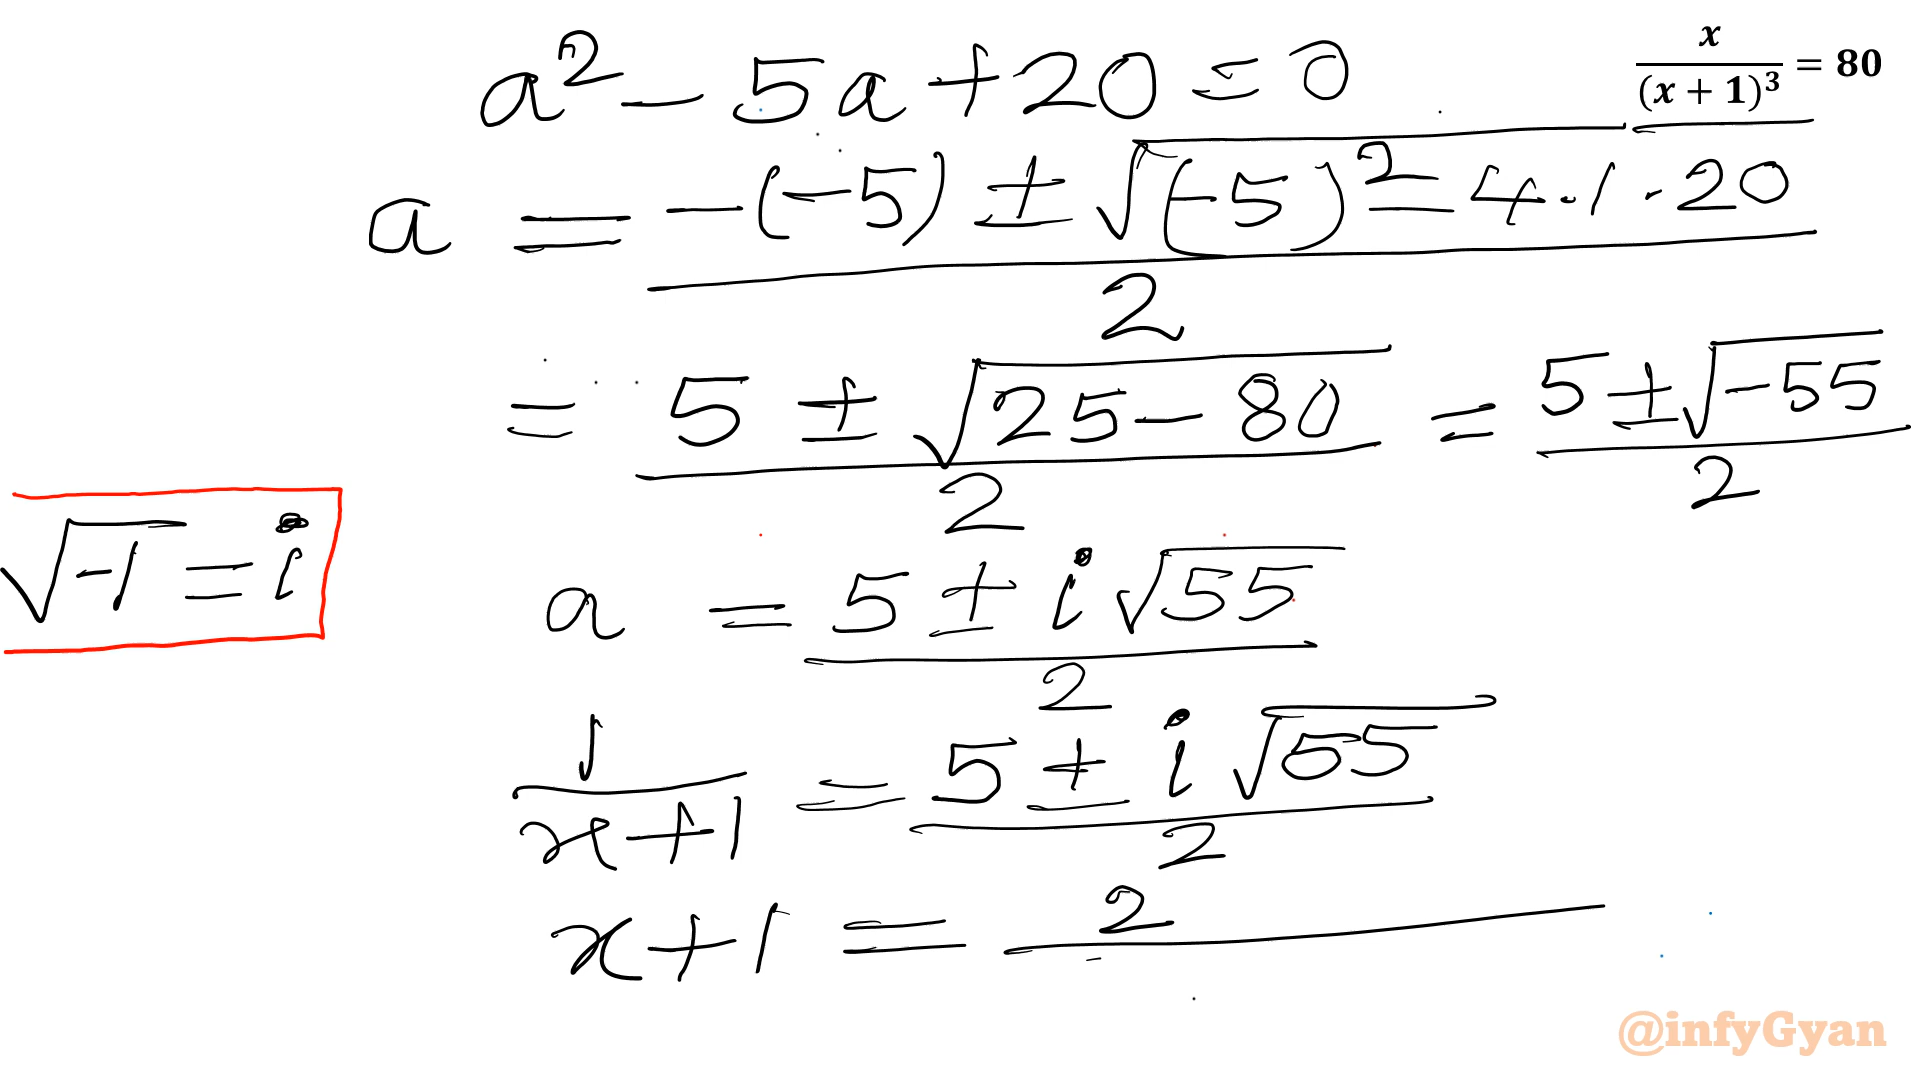 a² - 5a + 20 = 0
x/(x + 1)³ = 80
a = (-(-5) ± √((-5)² - 4·1·20))/2
= (5 ± √(25 - 80))/2 = (5 ± √-55)/2
√-1 = i
a = (5 ± i√55)/2
1/(x+1) = (5 ± i√55)/2
x+1 = 2/
@infyGyan